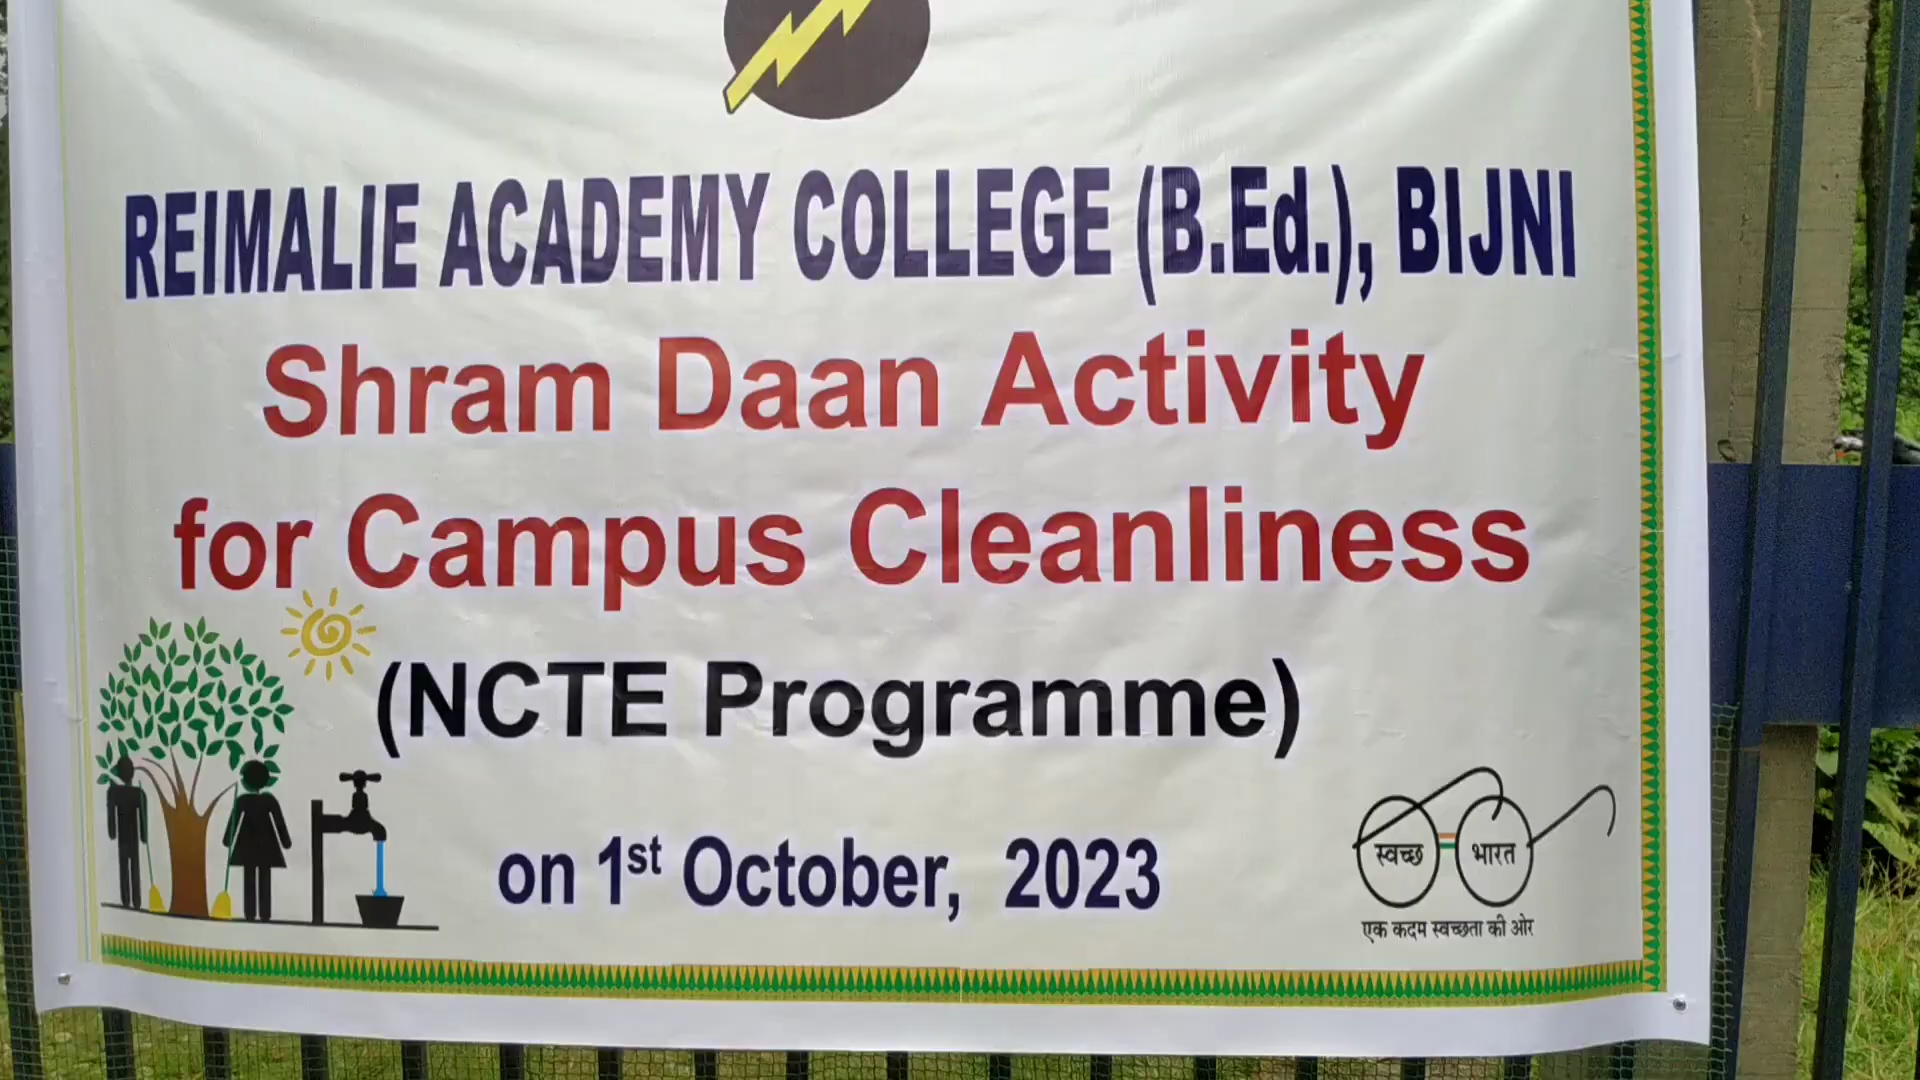 REIMALIE ACADEMY COLLEGE (B.Ed.), BIJNI
Shram Daan Activity
for Campus Cleanliness
(NCTE Programme)
on 1st October, 2023
स्वच्छ भारत
एक कदम स्वच्छता की ओर